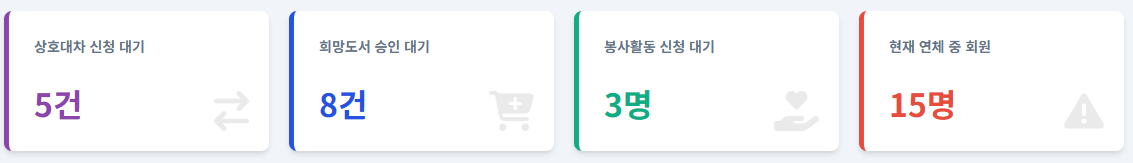 상호대차 신청 대기
5건
희망도서 승인 대기
8건
봉사활동 신청 대기
3명
현재 연체 중 회원
15명